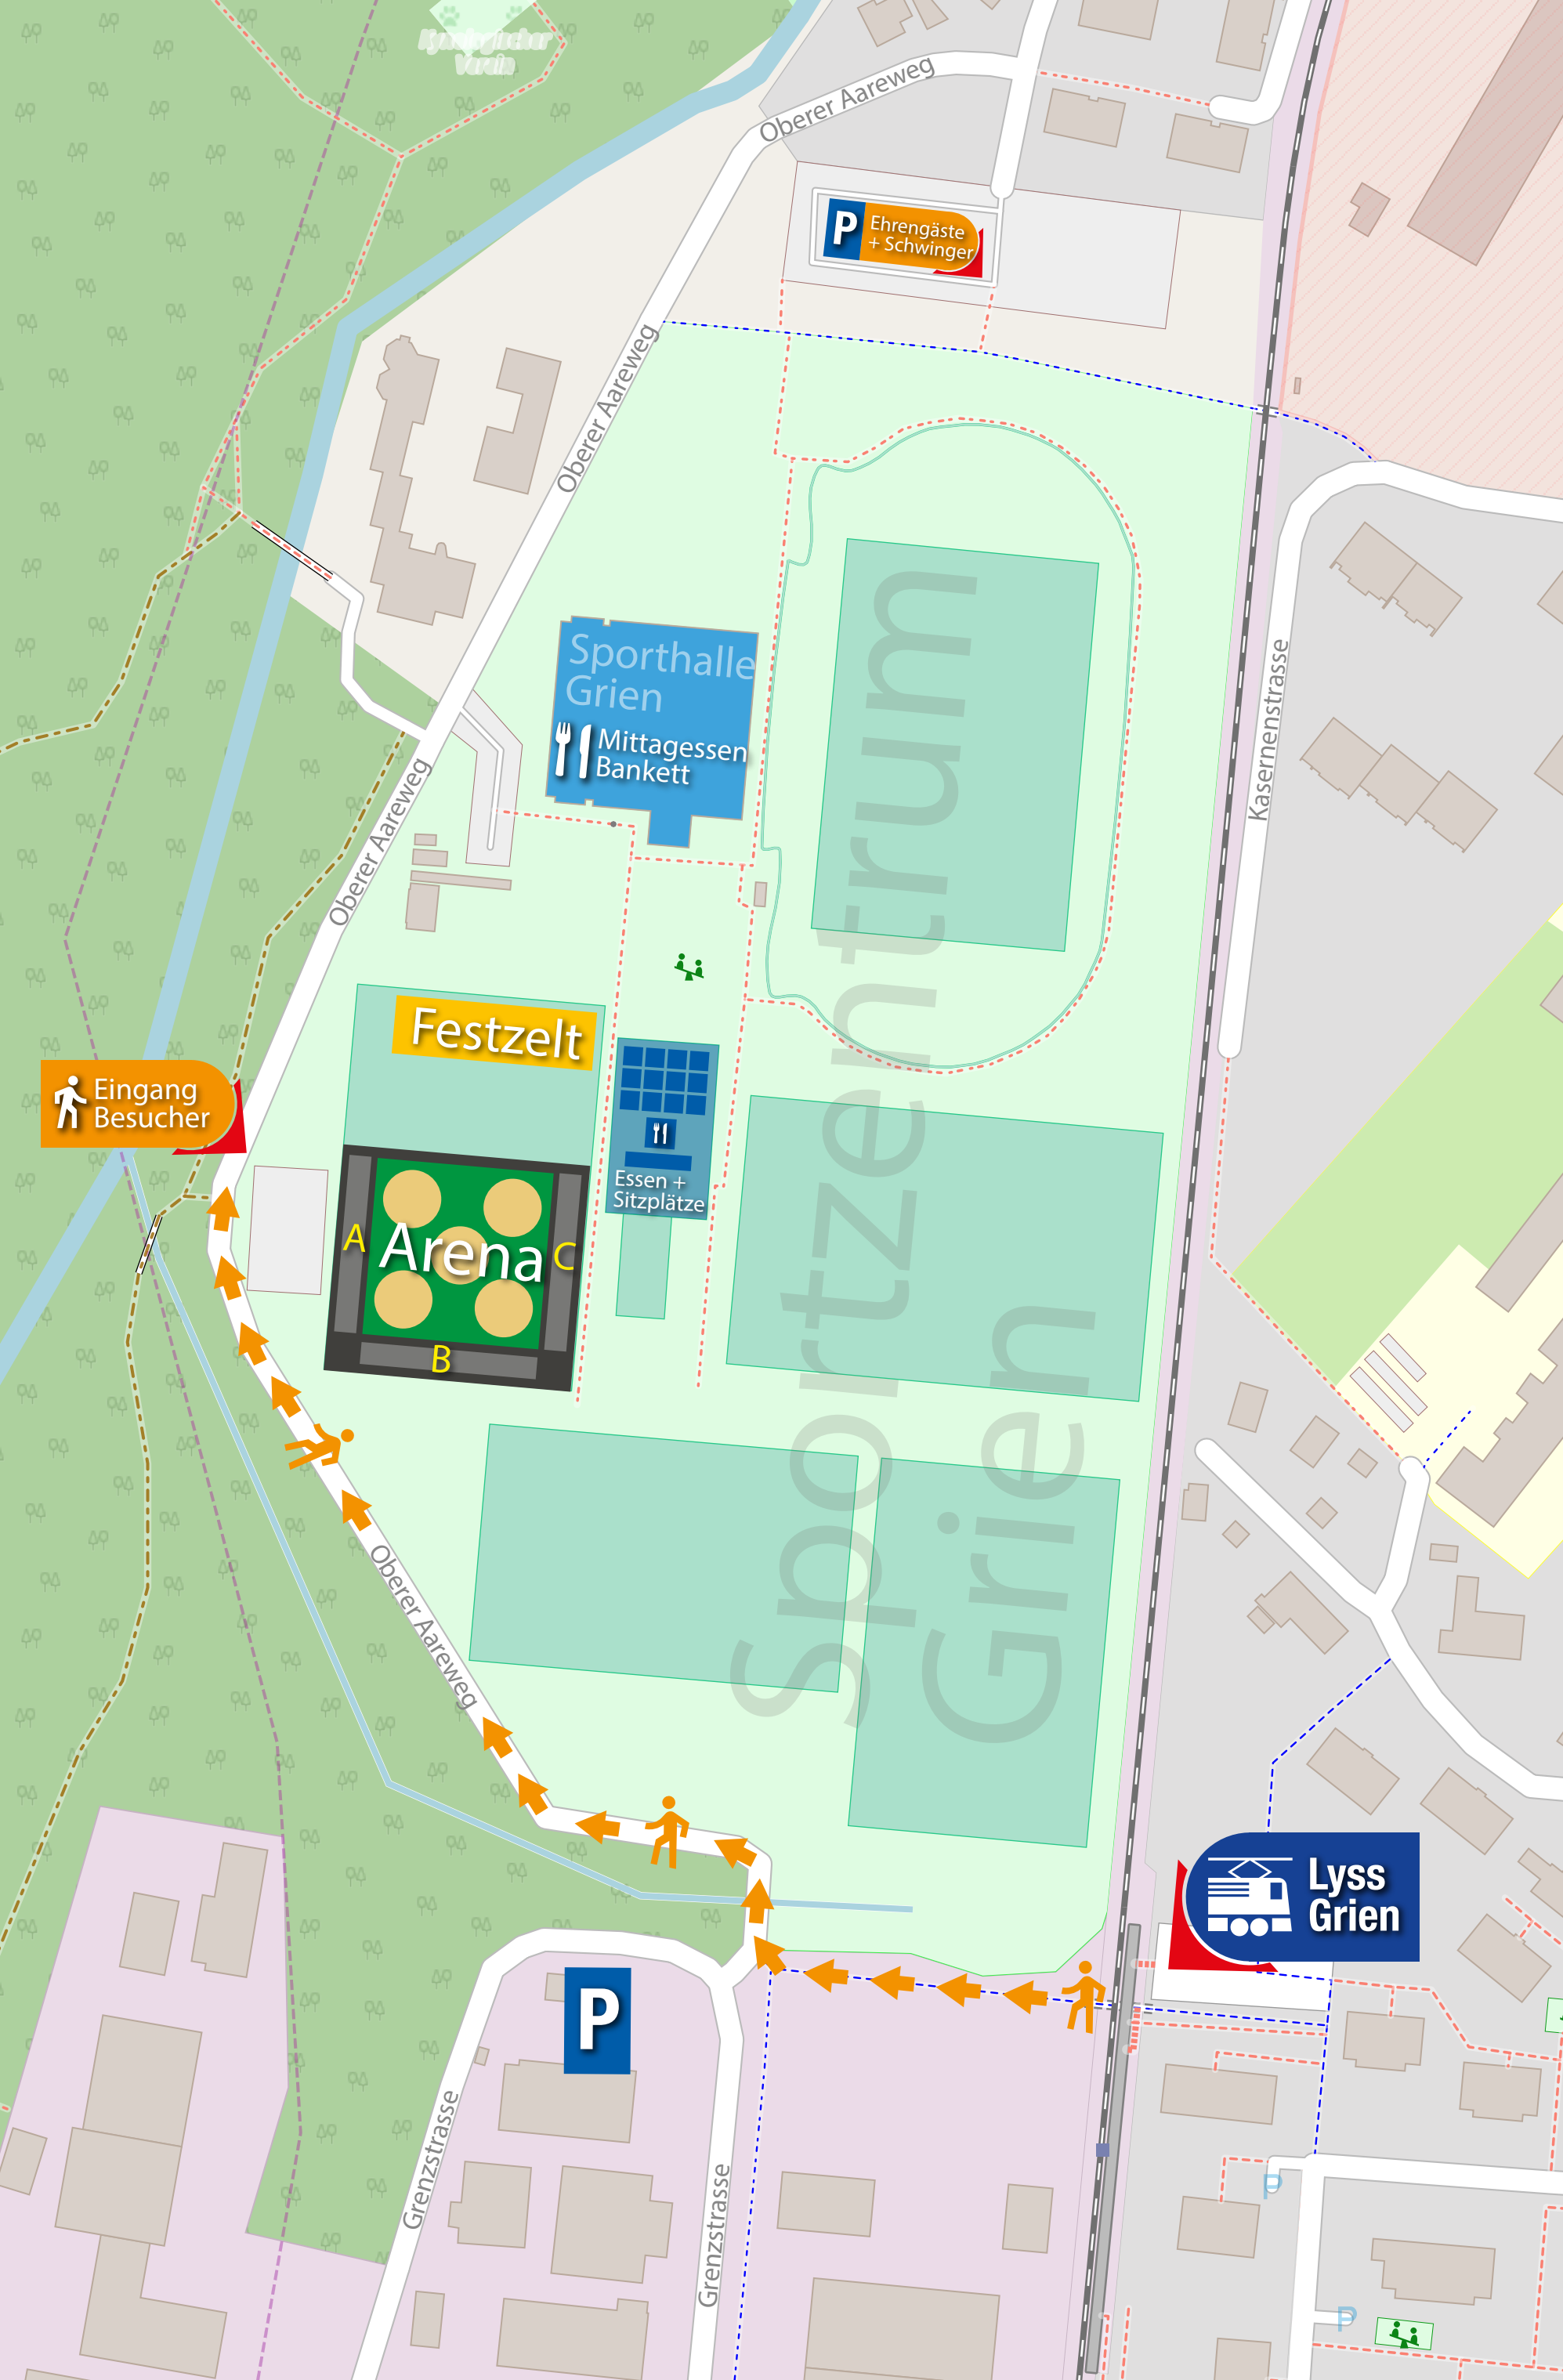 Verein
Oberer Aareweg
P
Ehrengäste
+ Schwinger
Oberer Aareweg
Sporthalle
Grien
Mittagessen
Bankett
Kasernenstrasse
Oberer Aareweg
Sportzentrum
Grien
Festzelt
Eingang
Besucher
Essen +
Sitzplätze
A
Arena
C
B
Oberer Aareweg
Lyss
Grien
P
Grenzstrasse
Grenzstrasse
P
P